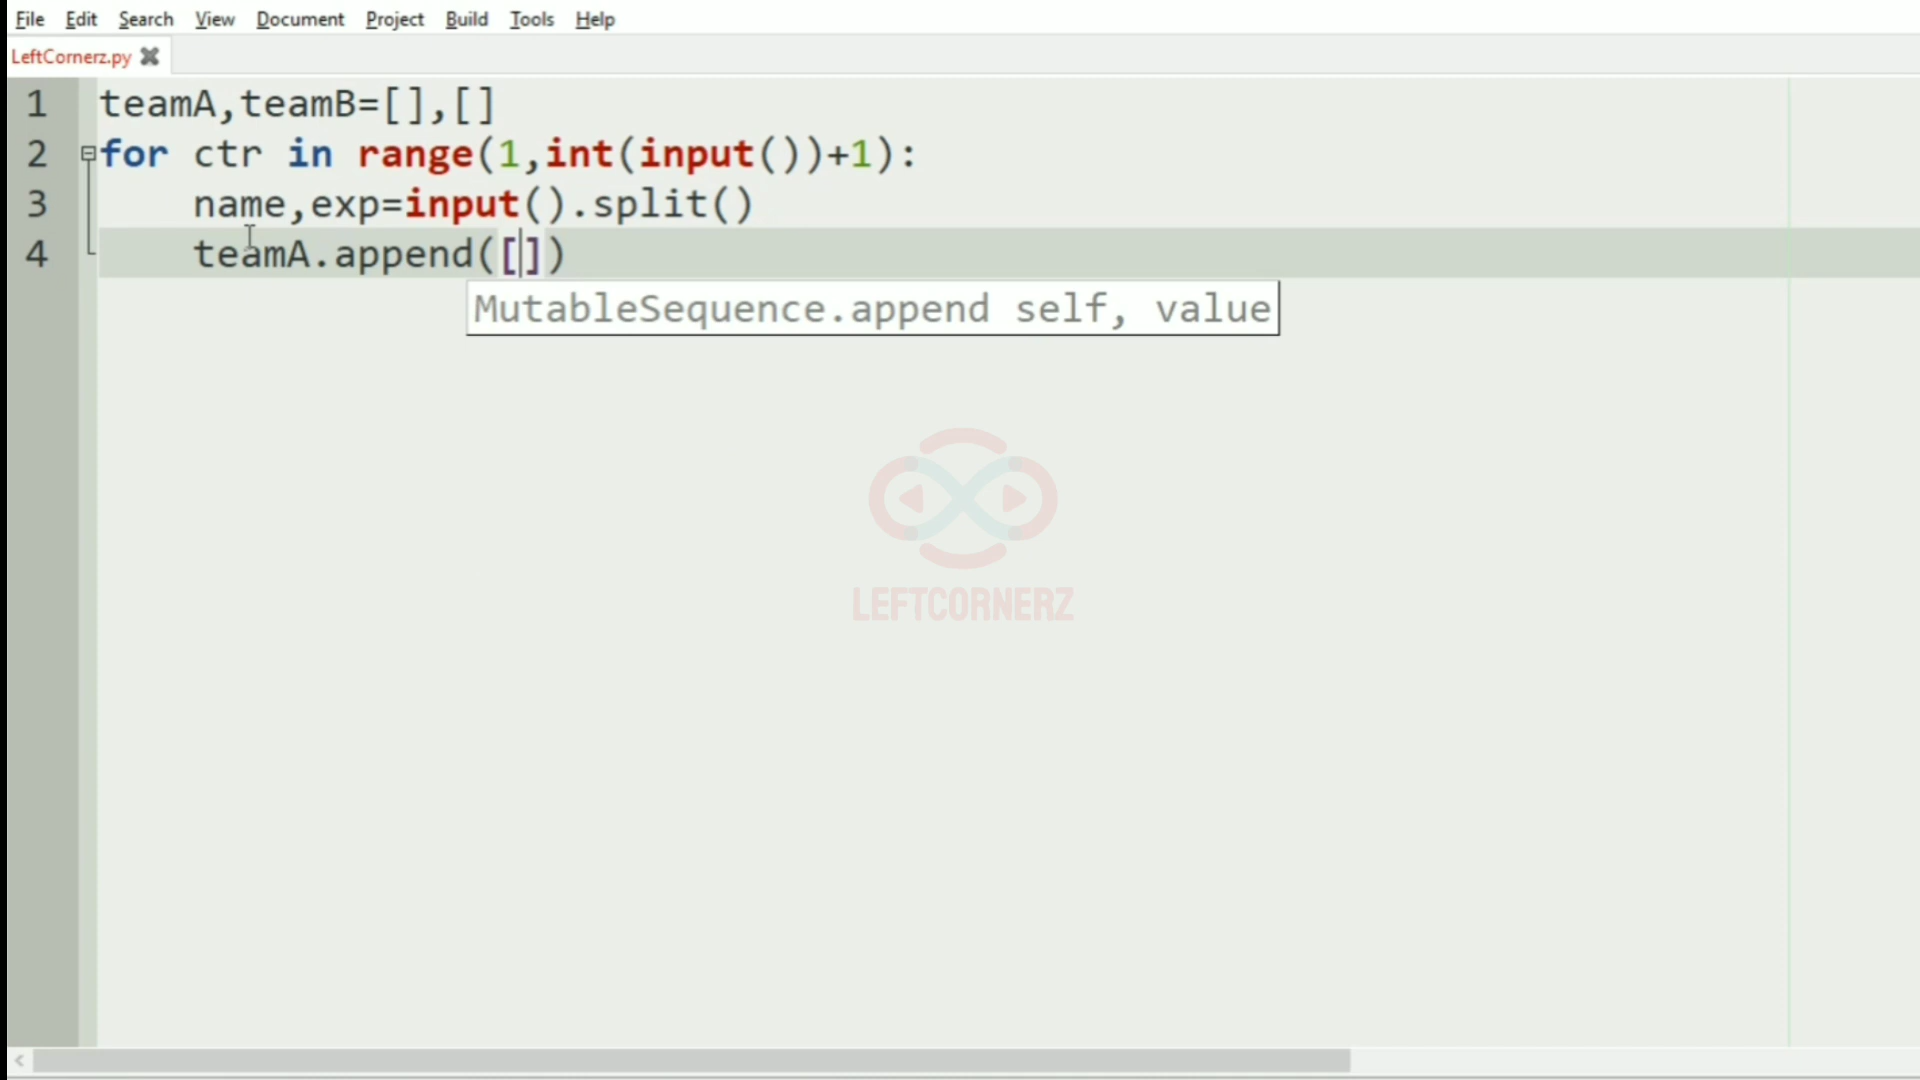 File Edit Search View Document Project Build Tools Help
LeftCornerz.py
1 teamA,teamB=[],[]
2 for ctr in range(1,int(input())+1):
3 name,exp=input().split()
4 teamA.append([])
MutableSequence.append self, value
LEFTCORNERZ